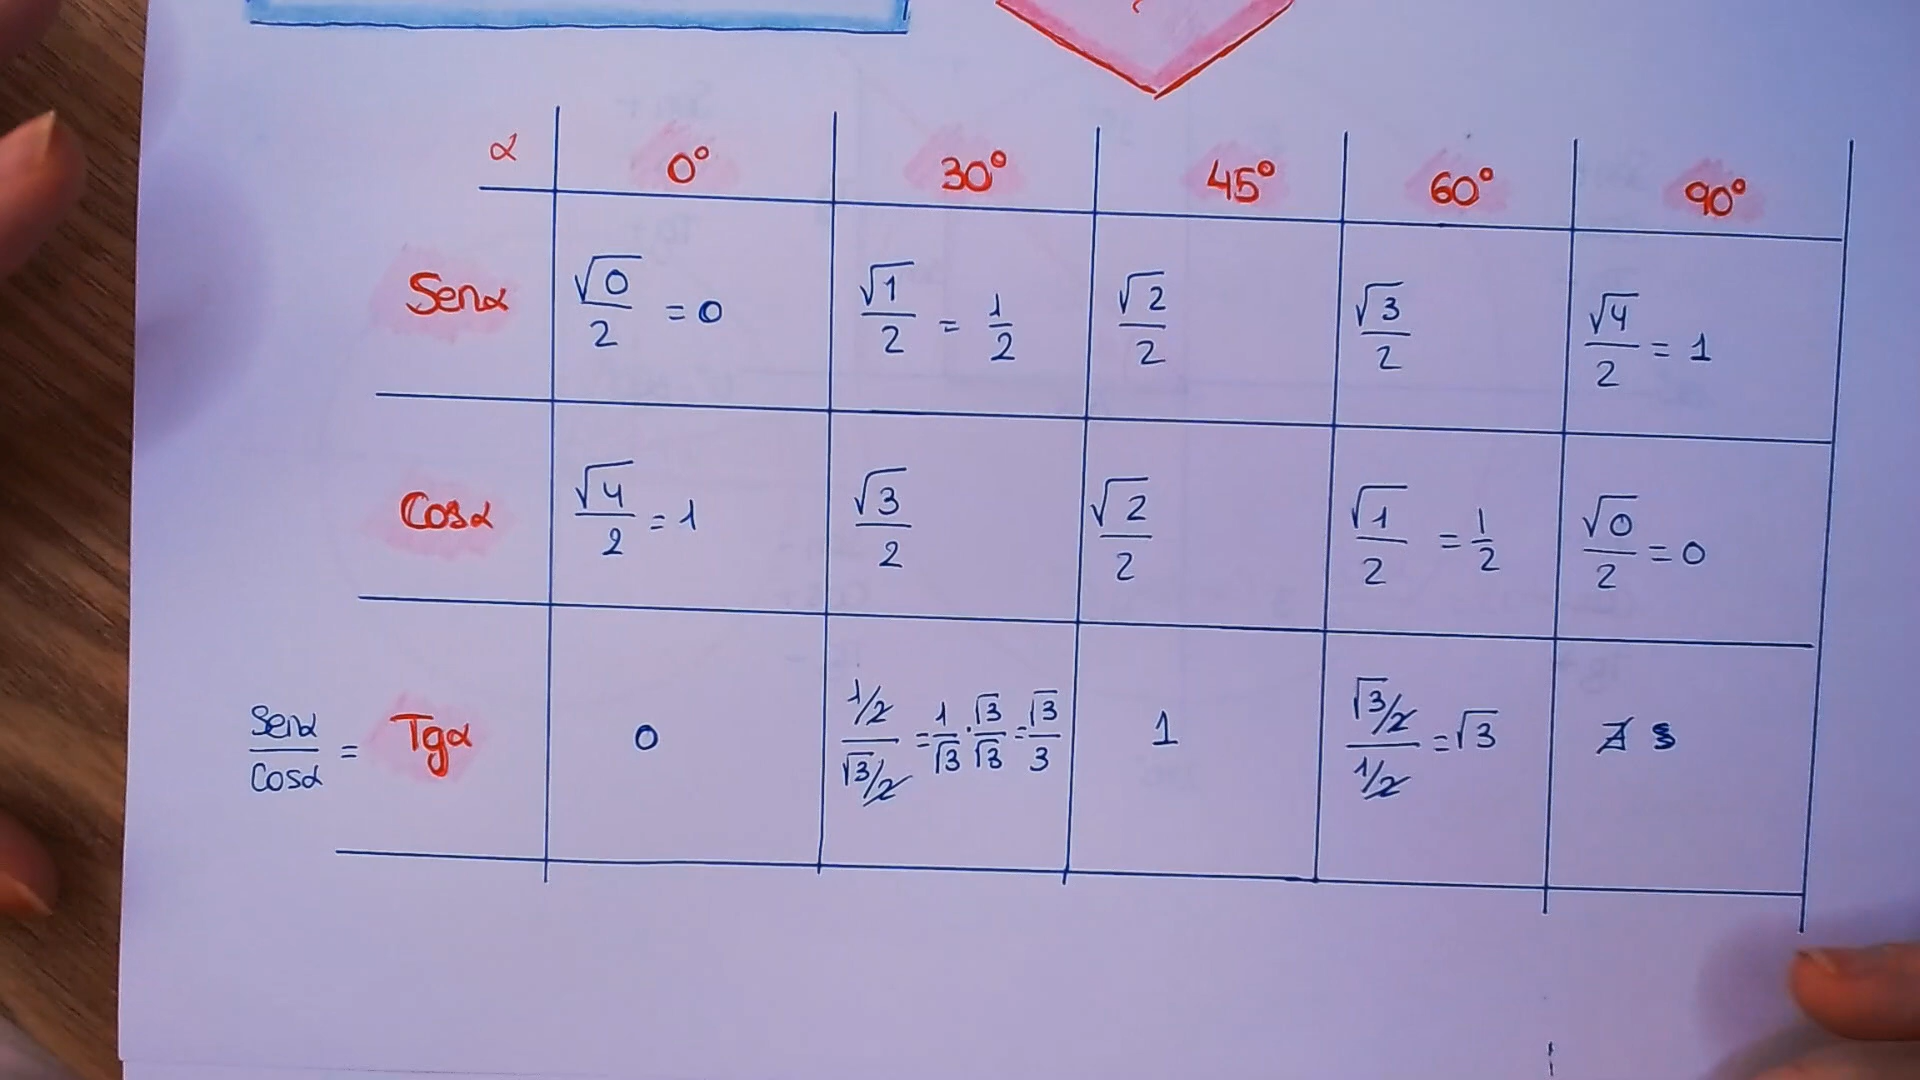 α 0° 30° 45° 60° 90°
Senα √0/2 = 0 √1/2 = 1/2 √2/2 √3/2 √4/2 = 1
Cosα √4/2 = 1 √3/2 √2/2 √1/2 = 1/2 √0/2 = 0
Senα/Cosα = Tgα 0 (1/2)/(√3/2) = 1/√3 · √3/√3 = √3/3 1 (√3/2)/(1/2) = √3